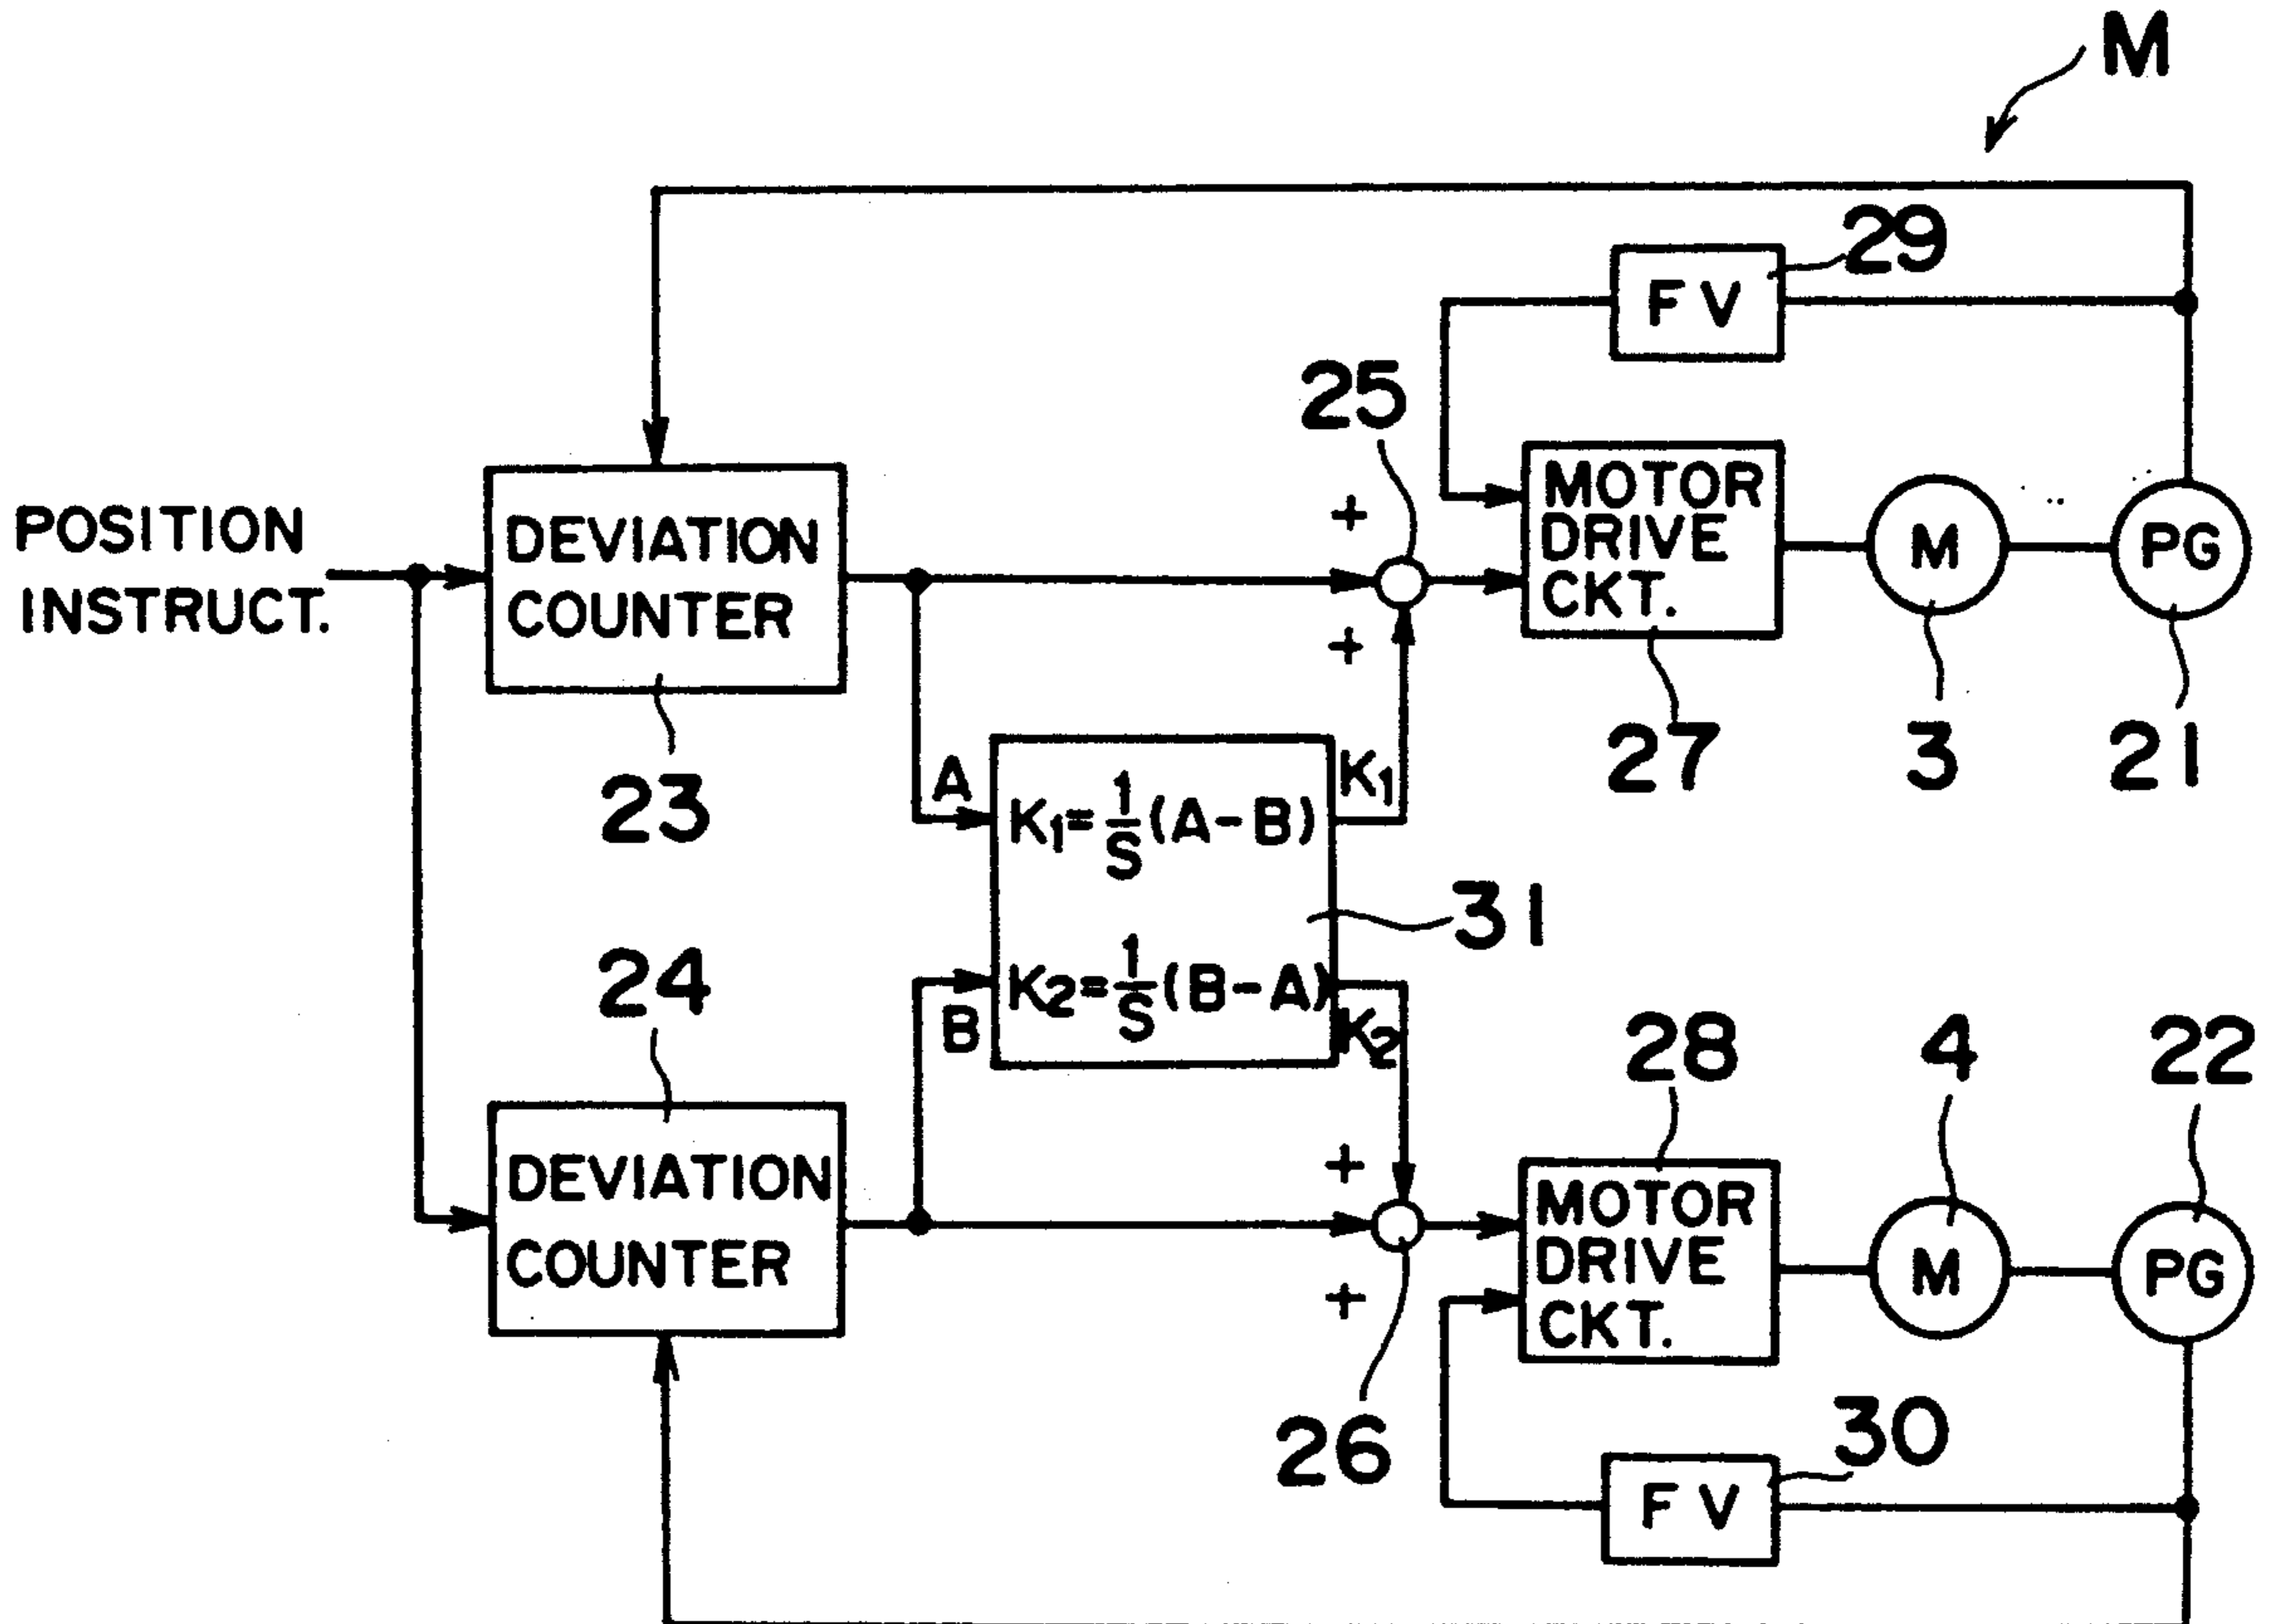 M
29
F V
25
POSITION
INSTRUCT.
DEVIATION
COUNTER
+
+
MOTOR
DRIVE
CKT.
M
PG
23
27
3
21
A
K₁=1/S(A-B)
K₁
31
24
B
K₂=1/S(B-A)
K₂
28
4
22
DEVIATION
COUNTER
+
+
MOTOR
DRIVE
CKT.
M
PG
26
30
F V